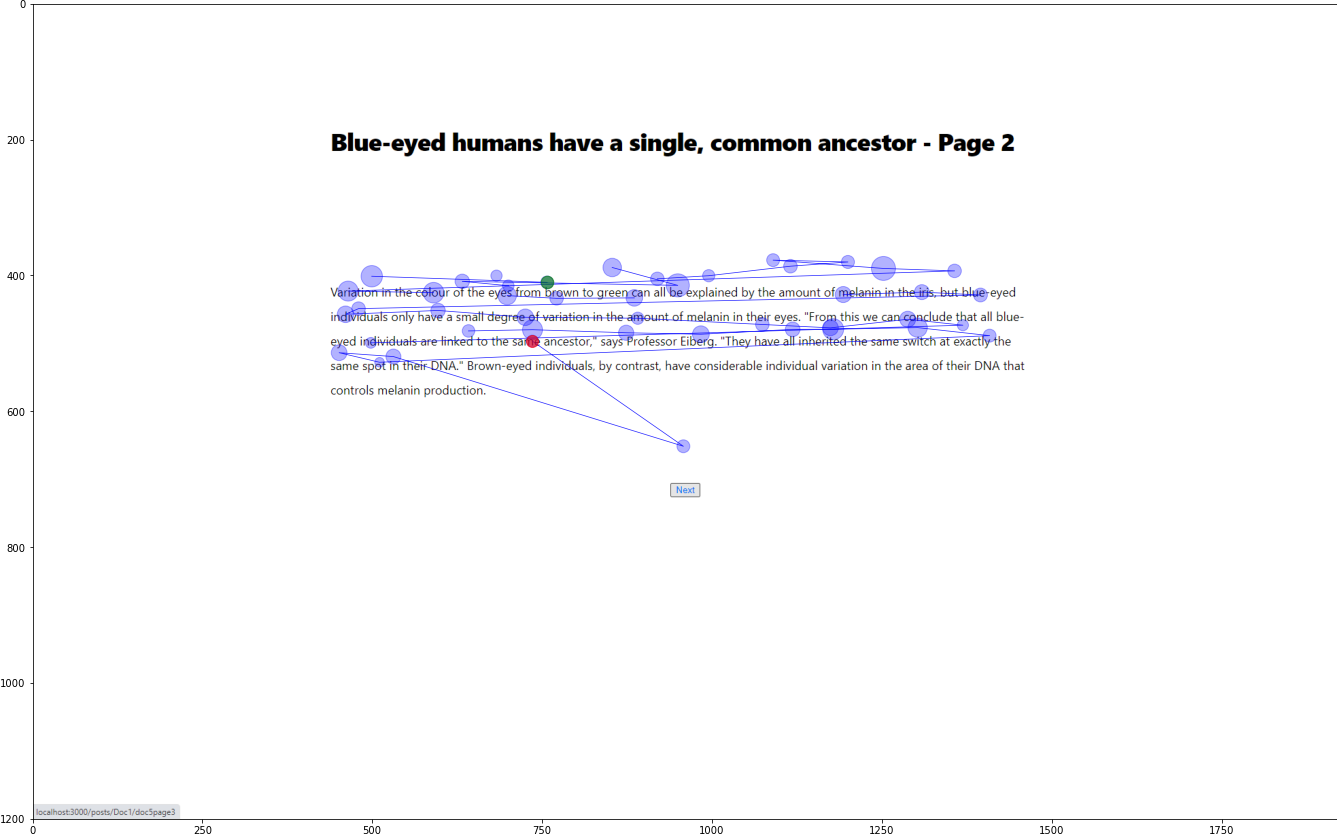 0
200
Blue-eyed humans have a single, common ancestor - Page 2
400
Variation in the colour of the eyes from brown to green can all be explained by the amount of melanin in the iris, but blue-eyed
individuals only have a small degree of variation in the amount of melanin in their eyes. "From this we can conclude that all blue-
eyed individuals are linked to the same ancestor," says Professor Eiberg. "They have all inherited the same switch at exactly the
same spot in their DNA." Brown-eyed individuals, by contrast, have considerable individual variation in the area of their DNA that
controls melanin production.
600
Next
800
1000
localhost:3000/posts/Doc1/doc5page3
1200
0 250 500 750 1000 1250 1500 1750